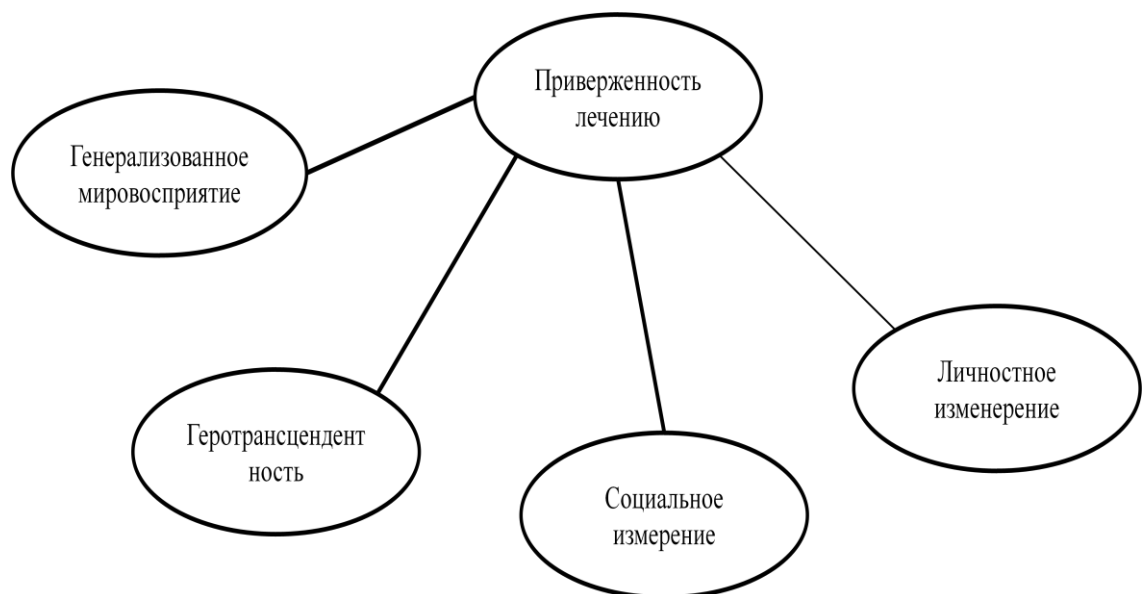 Приверженность
лечению
Генерализованное
мировосприятие
Геротрансцендент
ность
Социальное
измерение
Личностное
изменерение